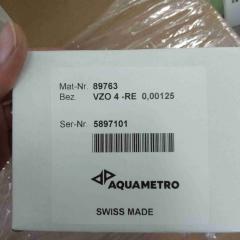 Mat-Nr. 89763
Bez. VZO 4 -RE 0,00125
Ser-Nr. 5897101
AQUAMETRO
SWISS MADE